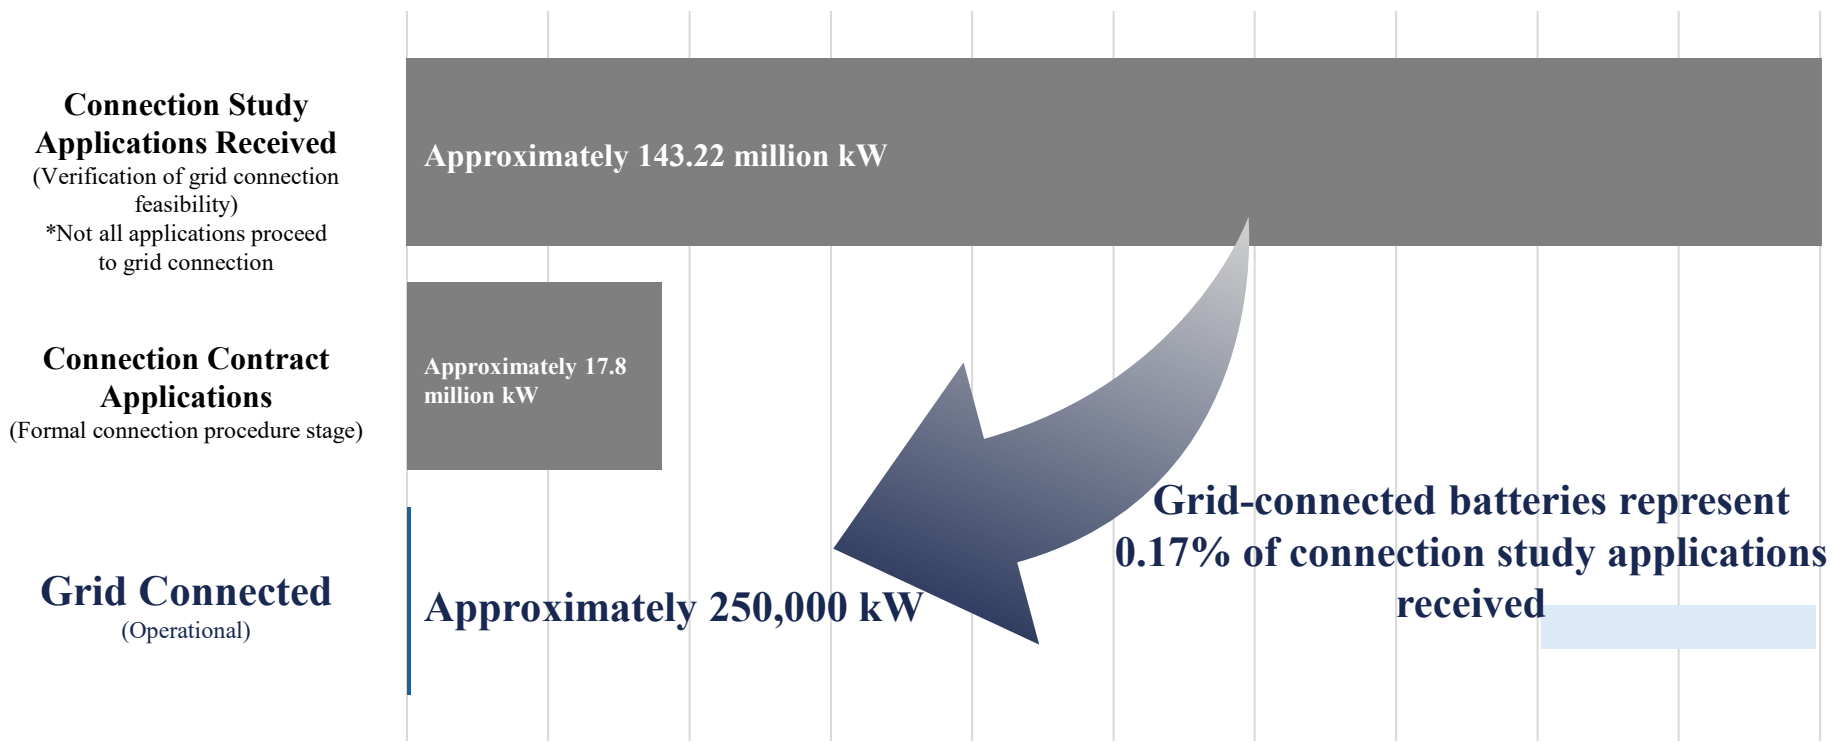 Connection Study
Applications Received
(Verification of grid connection
feasibility)
*Not all applications proceed
to grid connection
Approximately 143.22 million kW
Connection Contract
Applications
(Formal connection procedure stage)
Approximately 17.8
million kW
Grid Connected
(Operational)
Approximately 250,000 kW
Grid-connected batteries represent
0.17% of connection study applications
received